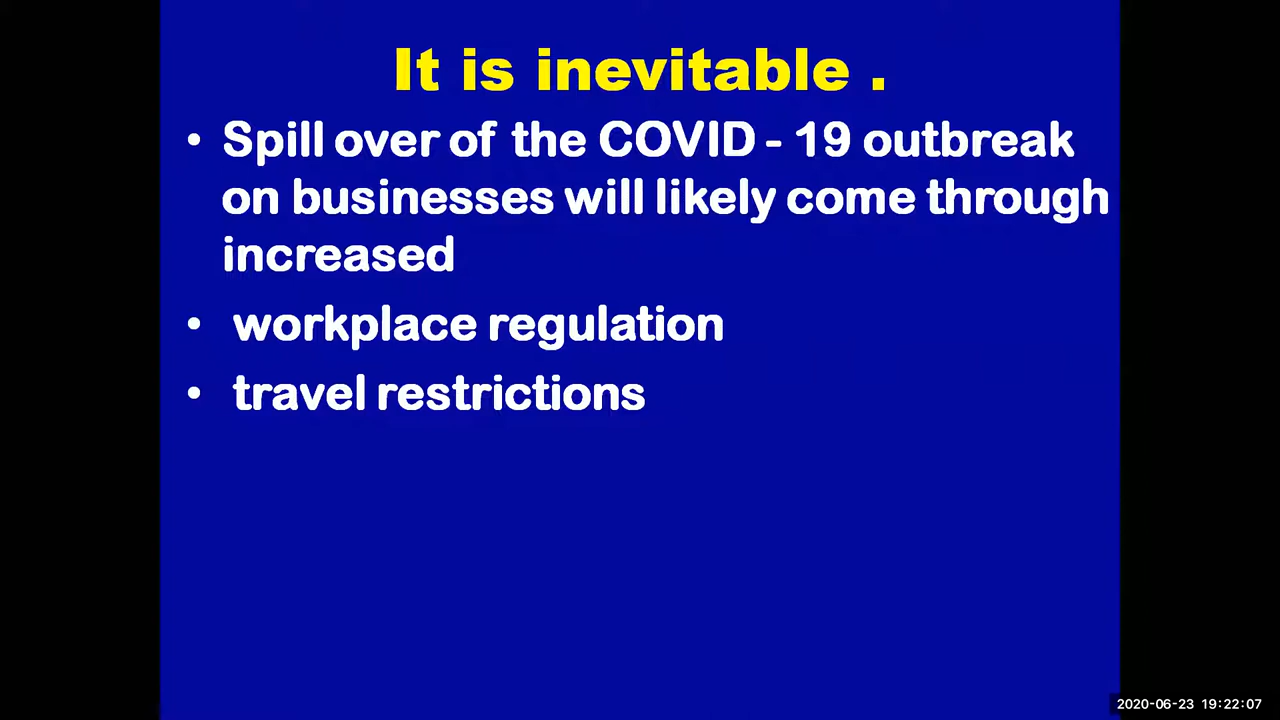 It is inevitable .
• Spill over of the COVID - 19 outbreak
on businesses will likely come through
increased
• workplace regulation
• travel restrictions
2020-06-23 19:22:07